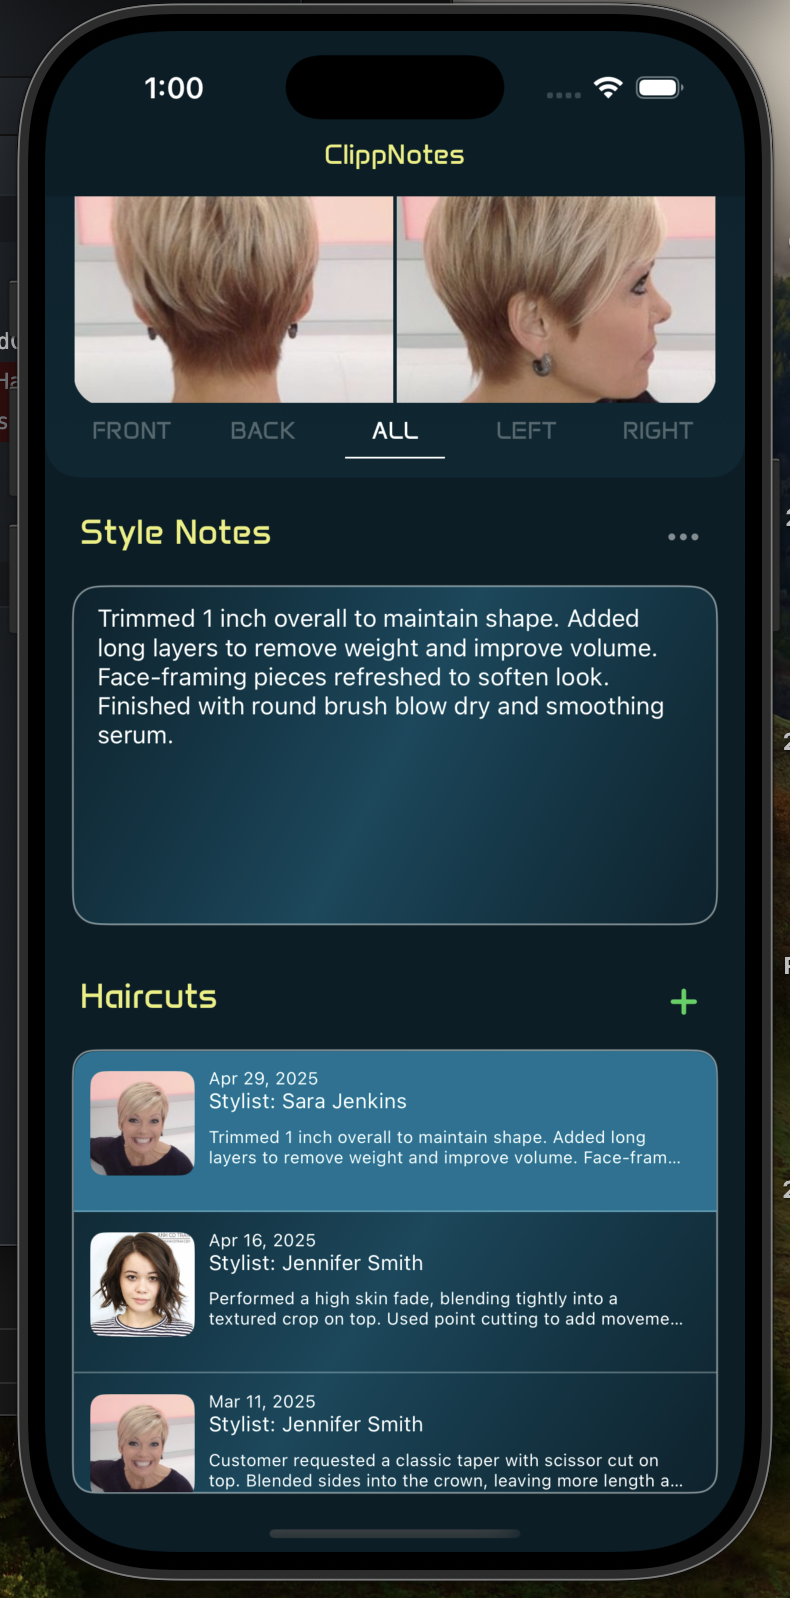 1:00
ClippNotes
FRONT BACK ALL LEFT RIGHT
Style Notes
Trimmed 1 inch overall to maintain shape. Added
long layers to remove weight and improve volume.
Face-framing pieces refreshed to soften look.
Finished with round brush blow dry and smoothing
serum.
Haircuts
Apr 29, 2025
Stylist: Sara Jenkins
Trimmed 1 inch overall to maintain shape. Added long
layers to remove weight and improve volume. Face-fram...
Apr 16, 2025
Stylist: Jennifer Smith
Performed a high skin fade, blending tightly into a
textured crop on top. Used point cutting to add moveme...
Mar 11, 2025
Stylist: Jennifer Smith
Customer requested a classic taper with scissor cut on
top. Blended sides into the crown, leaving more length a...